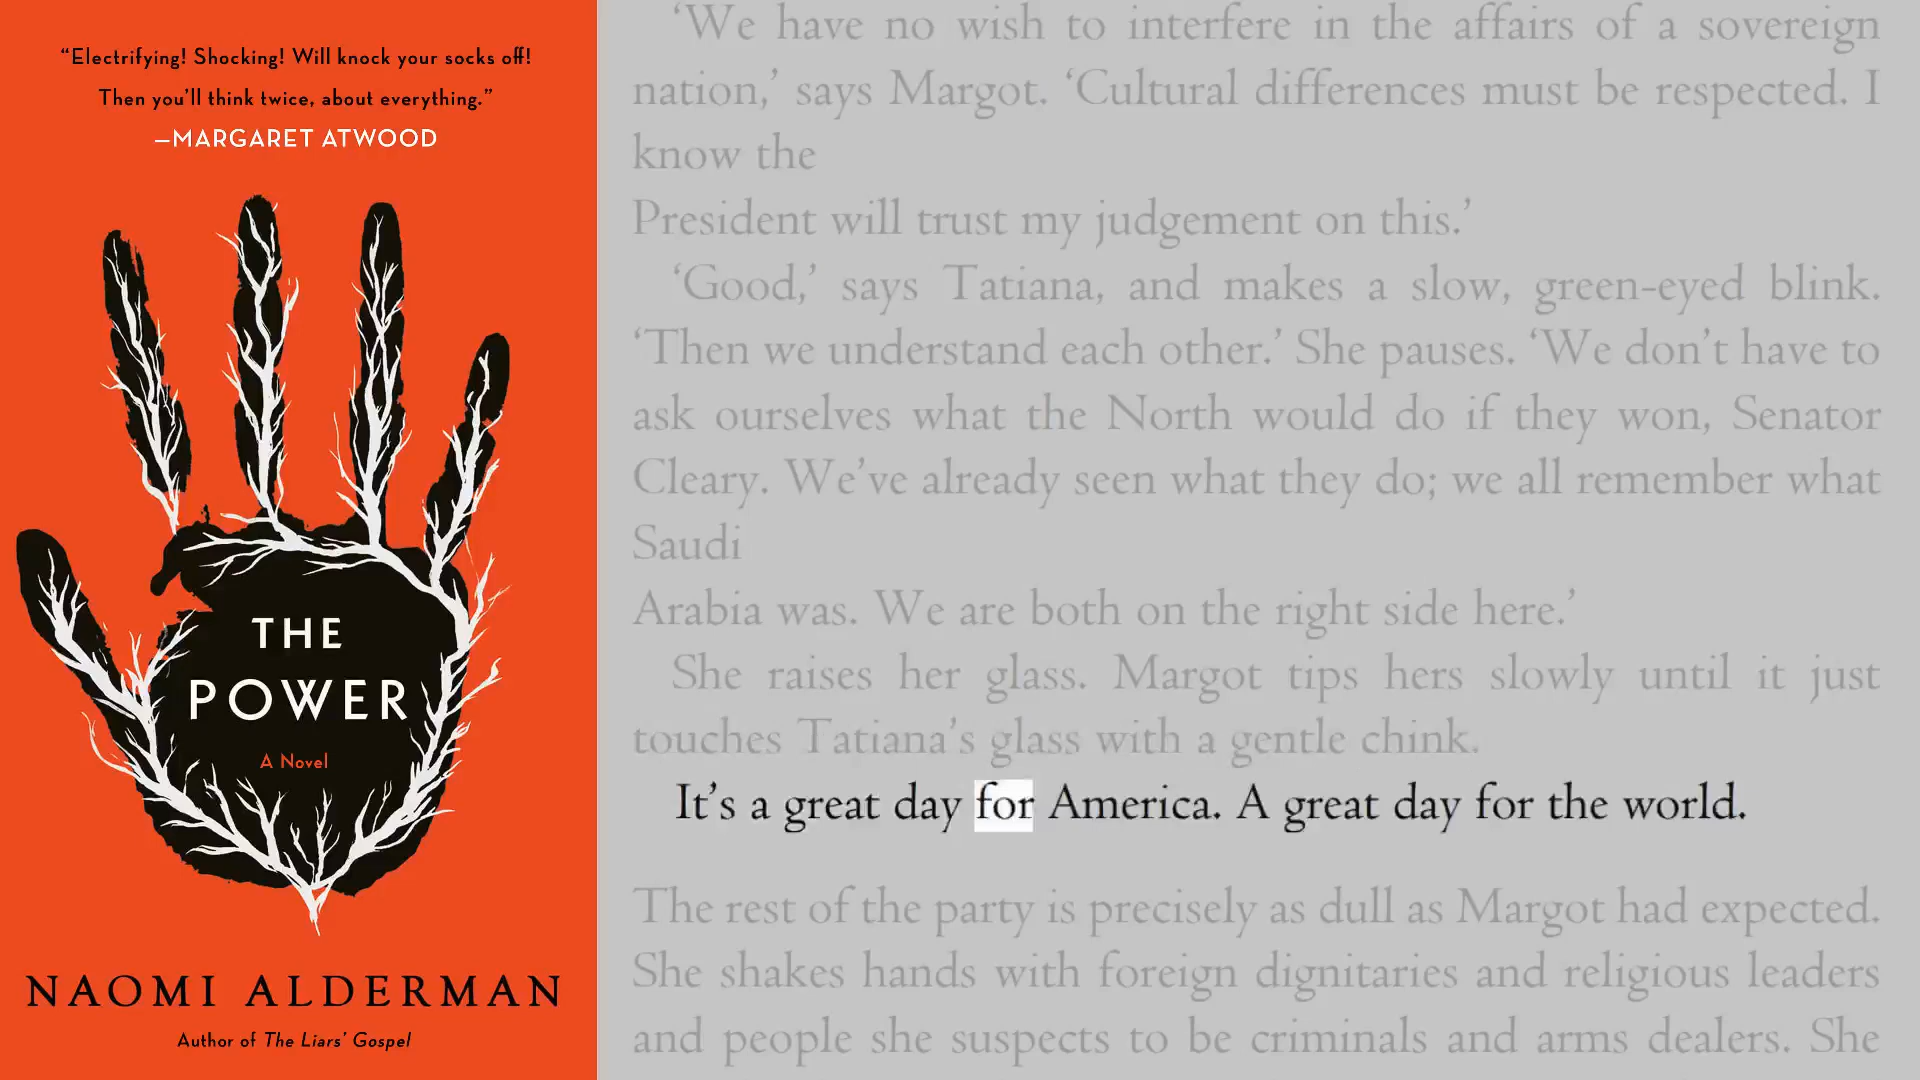 “Electrifying! Shocking! Will knock your socks off!
Then you’ll think twice, about everything.”
—MARGARET ATWOOD
THE
POWER
A Novel
NAOMI ALDERMAN
Author of The Liars’ Gospel
‘We have no wish to interfere in the affairs of a sovereign
nation,’ says Margot. ‘Cultural differences must be respected. I
know the
President will trust my judgement on this.’
‘Good,’ says Tatiana, and makes a slow, green-eyed blink.
‘Then we understand each other.’ She pauses. ‘We don’t have to
ask ourselves what the North would do if they won, Senator
Cleary. We’ve already seen what they do; we all remember what
Saudi
Arabia was. We are both on the right side here.’
She raises her glass. Margot tips hers slowly until it just
touches Tatiana’s glass with a gentle chink.
It’s a great day for America. A great day for the world.
The rest of the party is precisely as dull as Margot had expected.
She shakes hands with foreign dignitaries and religious leaders
and people she suspects to be criminals and arms dealers. She